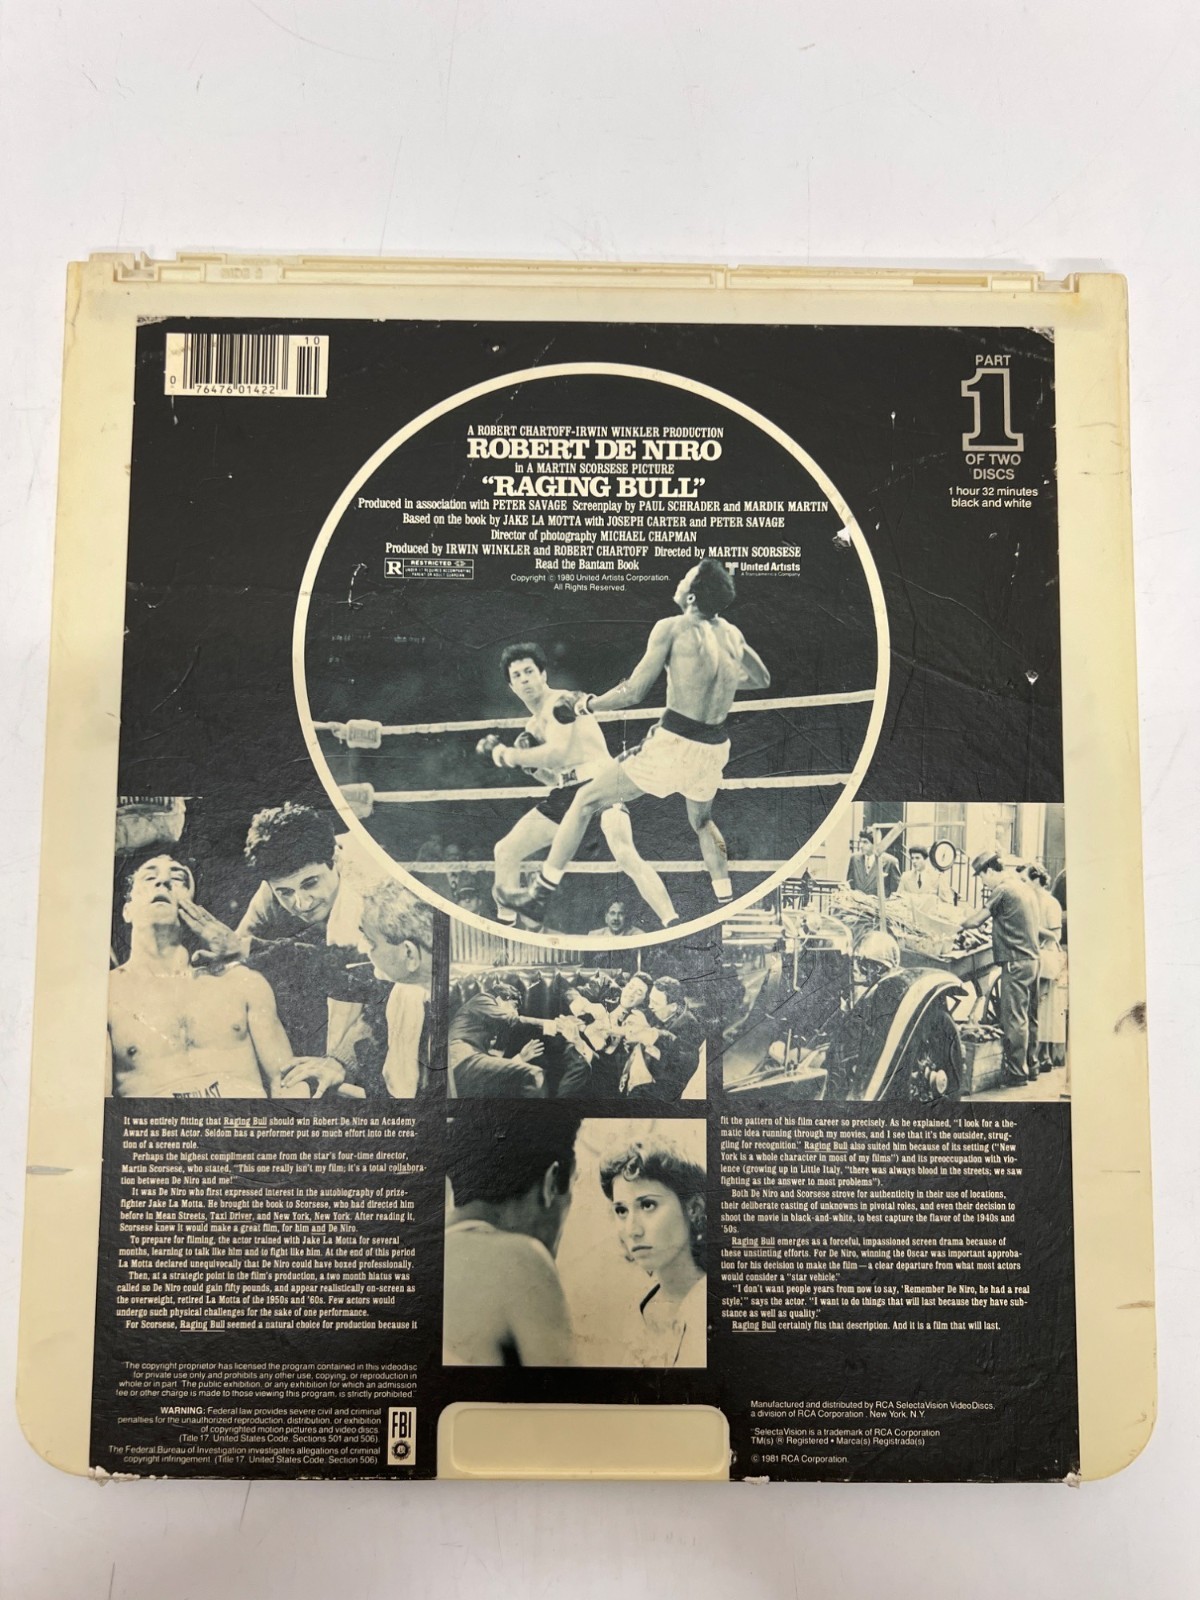 SIDE 2
10
0 76476 01422
PART
1
OF TWO
DISCS
1 hour 32 minutes
black and white
A ROBERT CHARTOFF-IRWIN WINKLER PRODUCTION
ROBERT DE NIRO
in A MARTIN SCORSESE PICTURE
“RAGING BULL”
Produced in association with PETER SAVAGE Screenplay by PAUL SCHRADER and MARDIK MARTIN
Based on the book by JAKE LA MOTTA with JOSEPH CARTER and PETER SAVAGE
Director of photography MICHAEL CHAPMAN
Produced by IRWIN WINKLER and ROBERT CHARTOFF Directed by MARTIN SCORSESE
Read the Bantam Book
R RESTRICTED
UNDER 17 REQUIRES ACCOMPANYING
PARENT OR ADULT GUARDIAN
Copyright © 1980 United Artists Corporation.
All Rights Reserved.
United Artists
A Transamerica Company
EVERLAST
It was entirely fitting that Raging Bull should win Robert De Niro an Academy
Award as Best Actor. Seldom has a performer put so much effort into the crea-
tion of a screen role.
Perhaps the highest compliment came from the star's four-time director,
Martin Scorsese, who stated, "This one really isn't my film; it's a total collabora-
tion between De Niro and me!"
It was De Niro who first expressed interest in the autobiography of prize-
fighter Jake La Motta. He brought the book to Scorsese, who had directed him
before in Mean Streets, Taxi Driver, and New York, New York. After reading it,
Scorsese knew it would make a great film, for him and De Niro.
To prepare for filming, the actor trained with Jake La Motta for several
months, learning to talk like him and to fight like him. At the end of this period
La Motta declared unequivocally that De Niro could have boxed professionally.
Then, at a strategic point in the film's production, a two month hiatus was
called so De Niro could gain fifty pounds, and appear realistically on-screen as
the overweight, retired La Motta of the 1950s and '60s. Few actors would
undergo such physical challenges for the sake of one performance.
For Scorsese, Raging Bull seemed a natural choice for production because it
fit the pattern of his film career so precisely. As he explained, "I look for a the-
matic idea running through my movies, and I see that it's the outsider, strug-
gling for recognition." Raging Bull also suited him because of its setting ("New
York is a whole character in most of my films") and its preoccupation with vio-
lence (growing up in Little Italy, "there was always blood in the streets; we saw
fighting as the answer to most problems").
Both De Niro and Scorsese strove for authenticity in their use of locations,
their deliberate casting of unknowns in pivotal roles, and even their decision to
shoot the movie in black-and-white, to best capture the flavor of the 1940s and
'50s.
Raging Bull emerges as a forceful, impassioned screen drama because of
these unstinting efforts. For De Niro, winning the Oscar was important approba-
tion for his decision to make the film—a clear departure from what most actors
would consider a "star vehicle."
"I don't want people years from now to say, 'Remember De Niro, he had a real
style,'" says the actor. "I want to do things that will last because they have sub-
stance as well as quality."
Raging Bull certainly fits that description. And it is a film that will last.
"The copyright proprietor has licensed the program contained in this videodisc
for private use only and prohibits any other use, copying, or reproduction in
whole or in part. The public exhibition, or any exhibition for which an admission
fee or other charge is made to those viewing this program, is strictly prohibited."
WARNING: Federal law provides severe civil and criminal
penalties for the unauthorized reproduction, distribution, or exhibition
of copyrighted motion pictures and video discs.
(Title 17, United States Code, Sections 501 and 506).
The Federal Bureau of Investigation investigates allegations of criminal
copyright infringement. (Title 17, United States Code, Section 506).
FBI
Manufactured and distributed by RCA SelectaVision VideoDiscs,
a division of RCA Corporation, New York, N.Y.
"SelectaVision is a trademark of RCA Corporation
TM(s) ® Registered • Marca(s) Registrada(s)
© 1981 RCA Corporation.